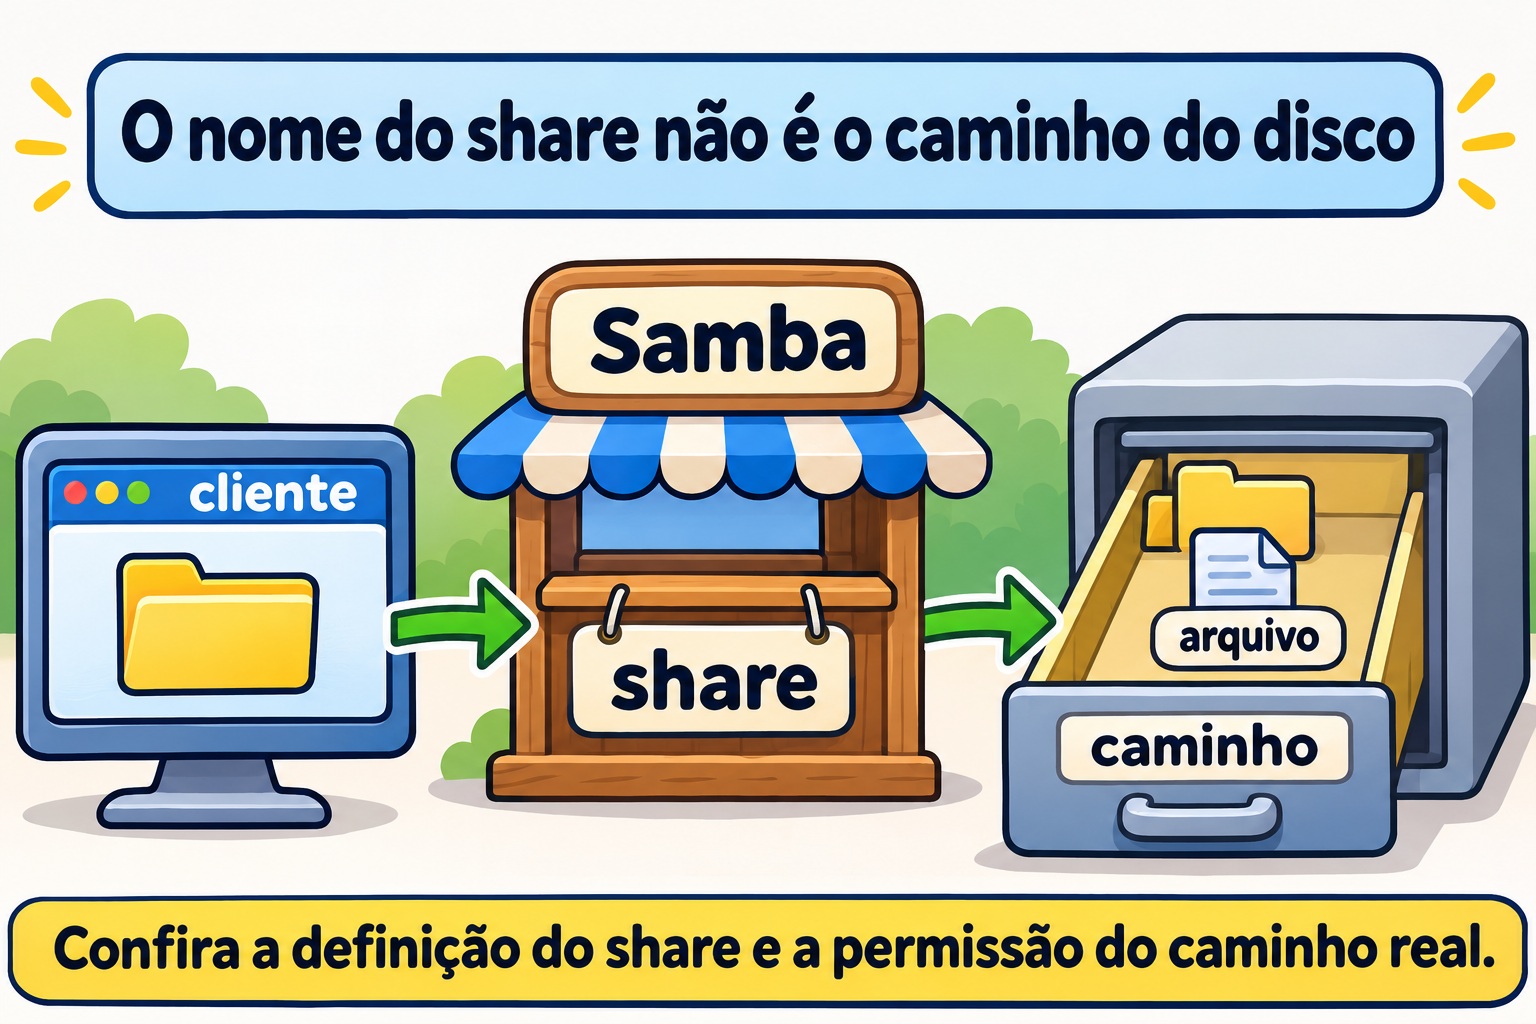 O nome do share não é o caminho do disco
Samba
cliente
share
arquivo
caminho
Confira a definição do share e a permissão do caminho real.